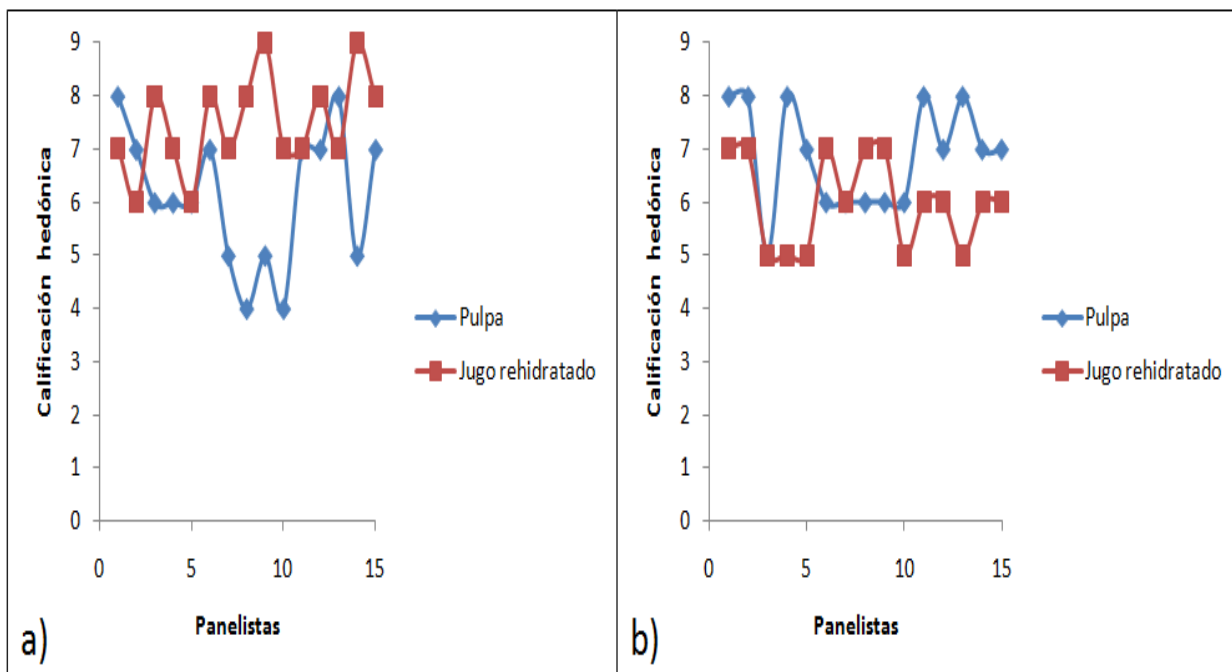 9
8
7
6
5
4
3
2
1
0
Calificación hedónica
0 5 10 15
Panelistas
Pulpa
Jugo rehidratado
a)
9
8
7
6
5
4
3
2
1
0
Calificación hedónica
0 5 10 15
Panelistas
Pulpa
Jugo rehidratado
b)